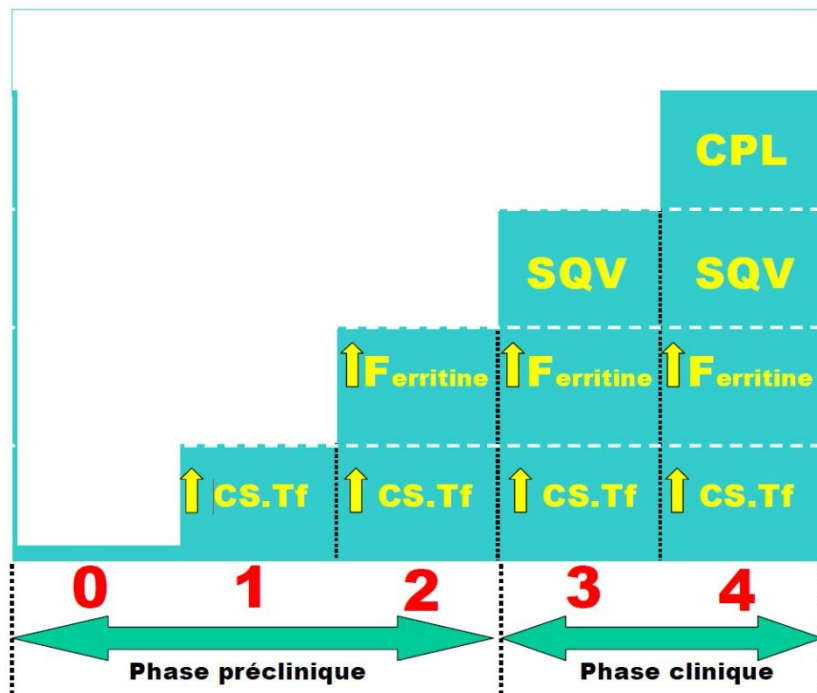 CPL
SQV SQV
Ferritine Ferritine Ferritine
CS.Tf CS.Tf CS.Tf CS.Tf
0 1 2 3 4
Phase préclinique Phase clinique